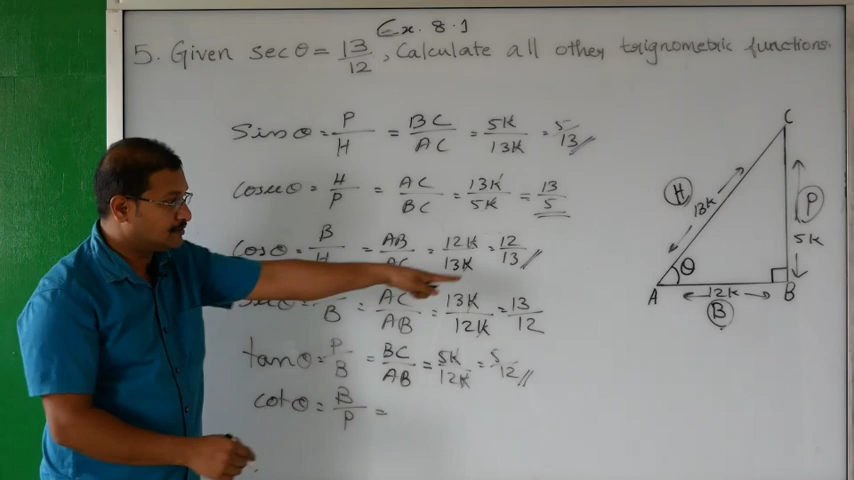 Ex. 8.1
5. Given secθ = 13/12, Calculate all other trignometric functions.
Sinθ = P/H = BC/AC = 5K/13K = 5/13 //
cosecθ = H/P = AC/BC = 13K/5K = 13/5
cosθ = B/H = AB/AC = 12K/13K = 12/13 //
B = AC/AB = 13K/12K = 13/12
tanθ = P/B = BC/AB = 5K/12K = 5/12 //
cotθ = B/P =
C
H
13K
P
5K
θ
A
12K
B
B